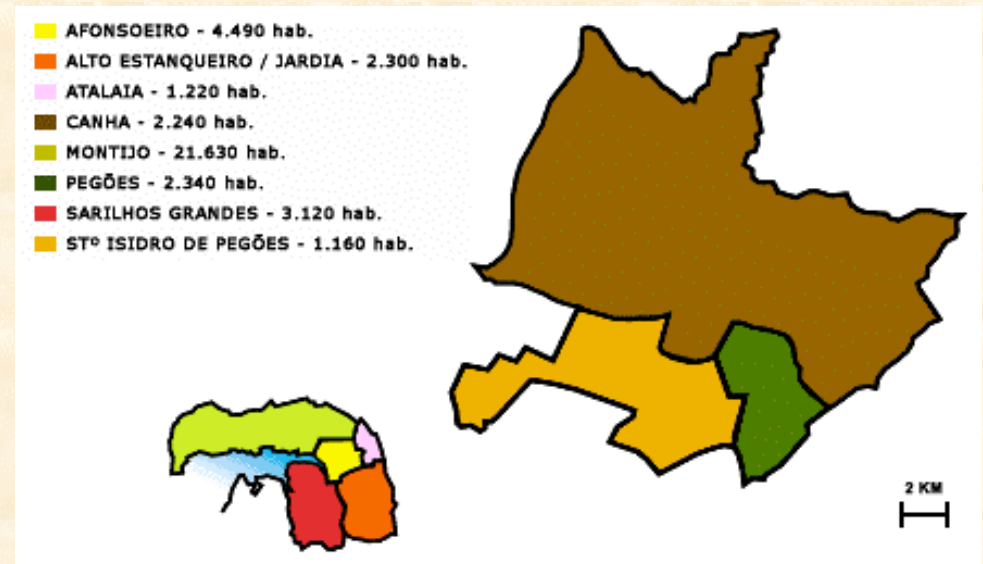 AFONSOEIRO - 4.490 hab.
ALTO ESTANQUEIRO / JARDIA - 2.300 hab.
ATALAIA - 1.220 hab.
CANHA - 2.240 hab.
MONTIJO - 21.630 hab.
PEGÕES - 2.340 hab.
SARILHOS GRANDES - 3.120 hab.
STº ISIDRO DE PEGÕES - 1.160 hab.
2 KM